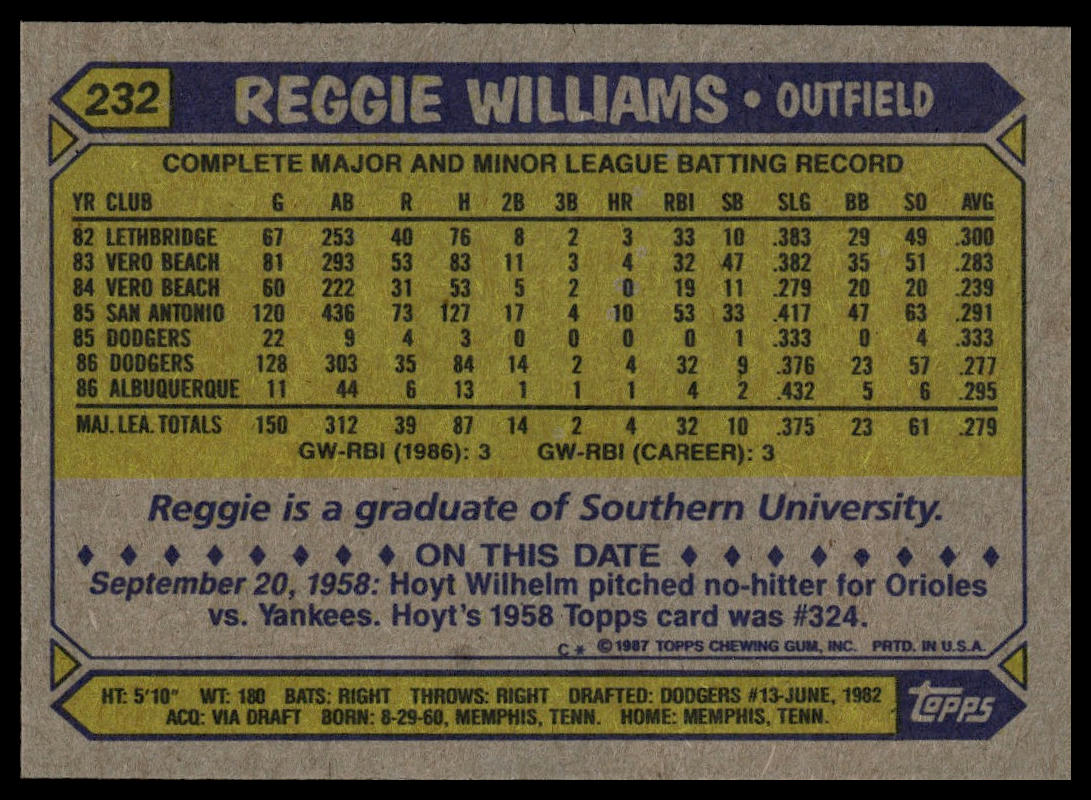 232 REGGIE WILLIAMS • OUTFIELD
COMPLETE MAJOR AND MINOR LEAGUE BATTING RECORD
YR CLUB G AB R H 2B 3B HR RBI SB SLG BB SO AVG
82 LETHBRIDGE 67 253 40 76 8 2 3 33 10 .383 29 49 .300
83 VERO BEACH 81 293 53 83 11 3 4 32 47 .382 35 51 .283
84 VERO BEACH 60 222 31 53 5 2 0 19 11 .279 20 20 .239
85 SAN ANTONIO 120 436 73 127 17 4 10 53 33 .417 47 63 .291
85 DODGERS 22 9 4 3 0 0 0 0 1 .333 0 4 .333
86 DODGERS 128 303 35 84 14 2 4 32 9 .376 23 57 .277
86 ALBUQUERQUE 11 44 6 13 1 1 1 4 2 .432 5 6 .295
MAJ. LEA. TOTALS 150 312 39 87 14 2 4 32 10 .375 23 61 .279
GW-RBI (1986): 3 GW-RBI (CAREER): 3
Reggie is a graduate of Southern University.
♦ ♦ ♦ ♦ ♦ ♦ ♦ ♦ ON THIS DATE ♦ ♦ ♦ ♦ ♦ ♦ ♦ ♦
September 20, 1958: Hoyt Wilhelm pitched no-hitter for Orioles
vs. Yankees. Hoyt's 1958 Topps card was #324.
C* ©1987 TOPPS CHEWING GUM, INC. PRTD. IN U.S.A.
HT: 5'10" WT: 180 BATS: RIGHT THROWS: RIGHT DRAFTED: DODGERS #13-JUNE, 1982
ACQ: VIA DRAFT BORN: 8-29-60, MEMPHIS, TENN. HOME: MEMPHIS, TENN.
Topps